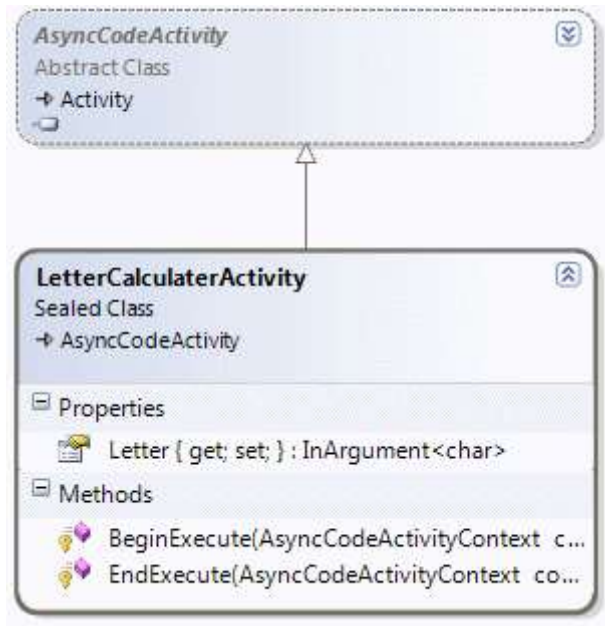 AsyncCodeActivity
Abstract Class
Activity
LetterCalculaterActivity
Sealed Class
AsyncCodeActivity
Properties
Letter { get; set; } : InArgument<char>
Methods
BeginExecute(AsyncCodeActivityContext c...
EndExecute(AsyncCodeActivityContext co...